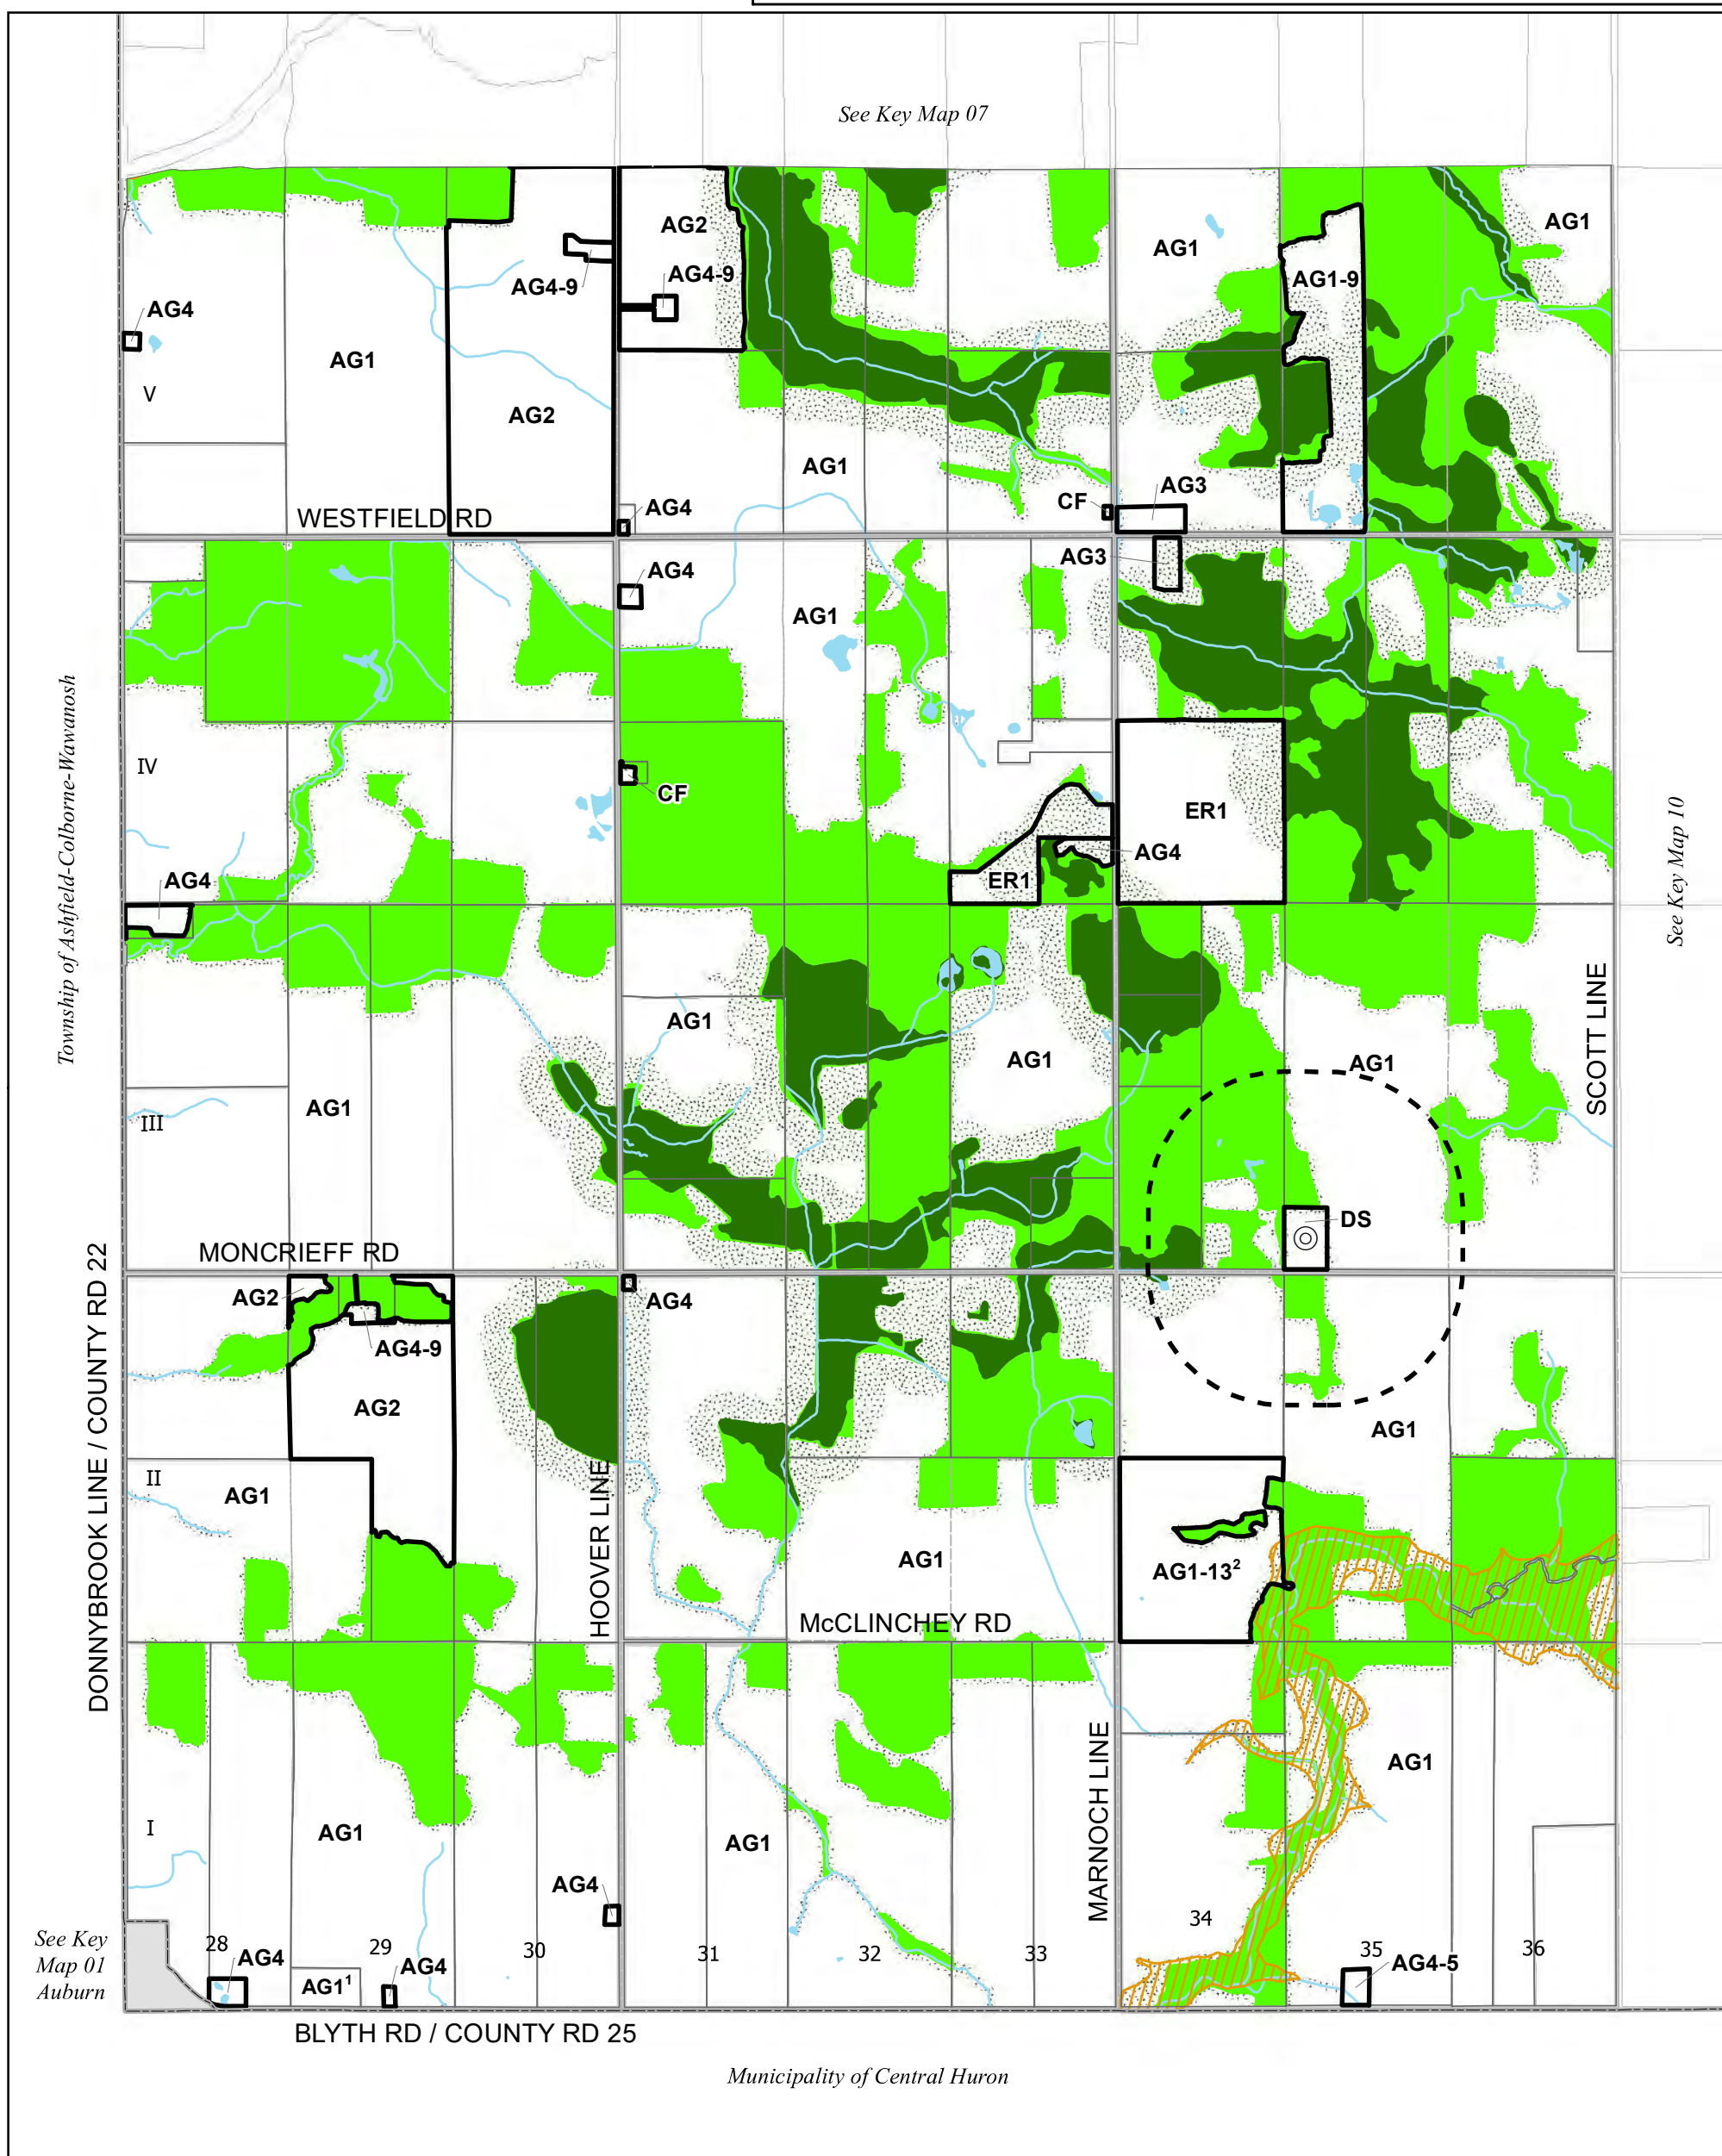 See Key Map 07
AG2
AG1
AG1
AG4-9
AG1-9
AG4-9
AG4
AG1
V
AG2
AG1
AG3
CF
AG4
WESTFIELD RD
AG3
AG4
AG1
Township of Ashfield-Colborne-Wawanosh
IV
CF
ER1
See Key Map 10
AG4
AG4
ER1
SCOTT LINE
AG1
AG1
AG1
AG1
III
DS
MONCRIEFF RD
DONNYBROOK LINE / COUNTY RD 22
AG2
AG4
AG4-9
AG2
AG1
II
AG1
HOOVER LINE
AG1
AG1-13²
McCLINCHEY RD
MARNOCH LINE
AG1
I
AG1
AG1
AG4
34
See Key
Map 01
Auburn
28
29
30
31
32
33
35
36
AG4
AG1¹
AG4
AG4-5
BLYTH RD / COUNTY RD 25
Municipality of Central Huron